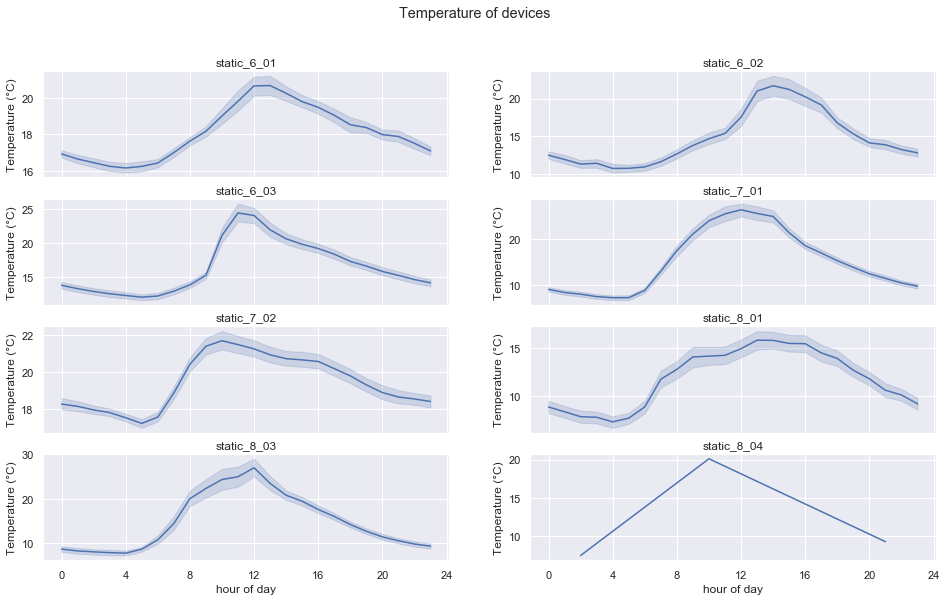 Temperature of devices
static_6_01
Temperature (°C)
20
18
16
static_6_02
Temperature (°C)
20
15
10
static_6_03
Temperature (°C)
25
20
15
static_7_01
Temperature (°C)
20
10
static_7_02
Temperature (°C)
22
20
18
static_8_01
Temperature (°C)
15
10
static_8_03
Temperature (°C)
30
20
10
0 4 8 12 16 20 24
hour of day
static_8_04
Temperature (°C)
20
15
10
0 4 8 12 16 20 24
hour of day